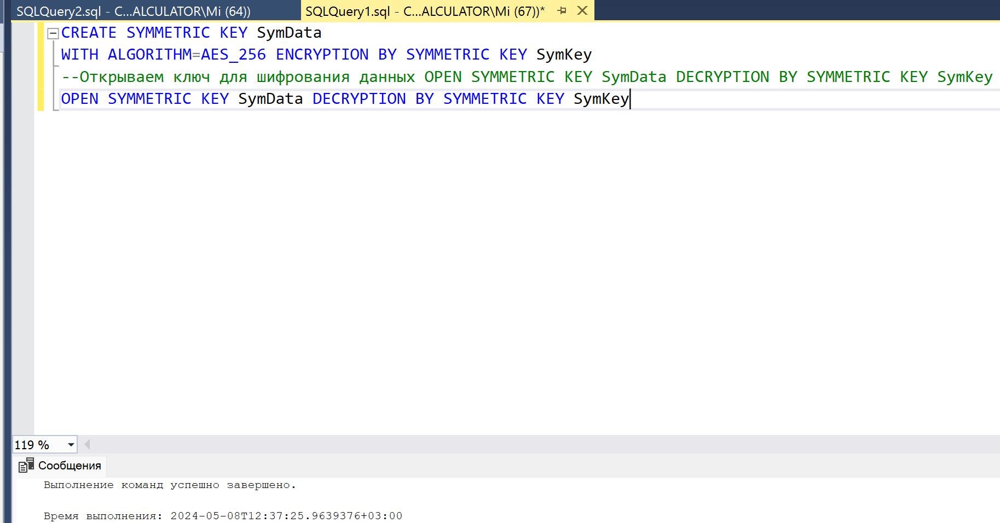 SQLQuery2.sql - C...ALCULATOR\Mi (64))
SQLQuery1.sql - C...ALCULATOR\Mi (67))*
CREATE SYMMETRIC KEY SymData
WITH ALGORITHM=AES_256 ENCRYPTION BY SYMMETRIC KEY SymKey
--Открываем ключ для шифрования данных OPEN SYMMETRIC KEY SymData DECRYPTION BY SYMMETRIC KEY SymKey
OPEN SYMMETRIC KEY SymData DECRYPTION BY SYMMETRIC KEY SymKey
119 %
Сообщения
Выполнение команд успешно завершено.
Время выполнения: 2024-05-08T12:37:25.9639376+03:00